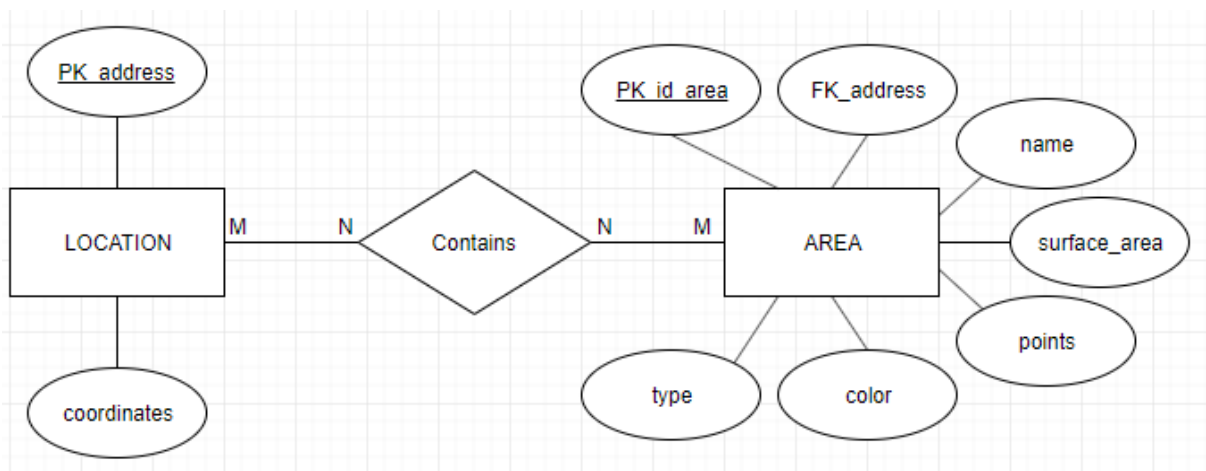 PK_address
PK_id_area
FK_address
name
LOCATION
M
N
Contains
N
M
AREA
surface_area
points
type
color
coordinates